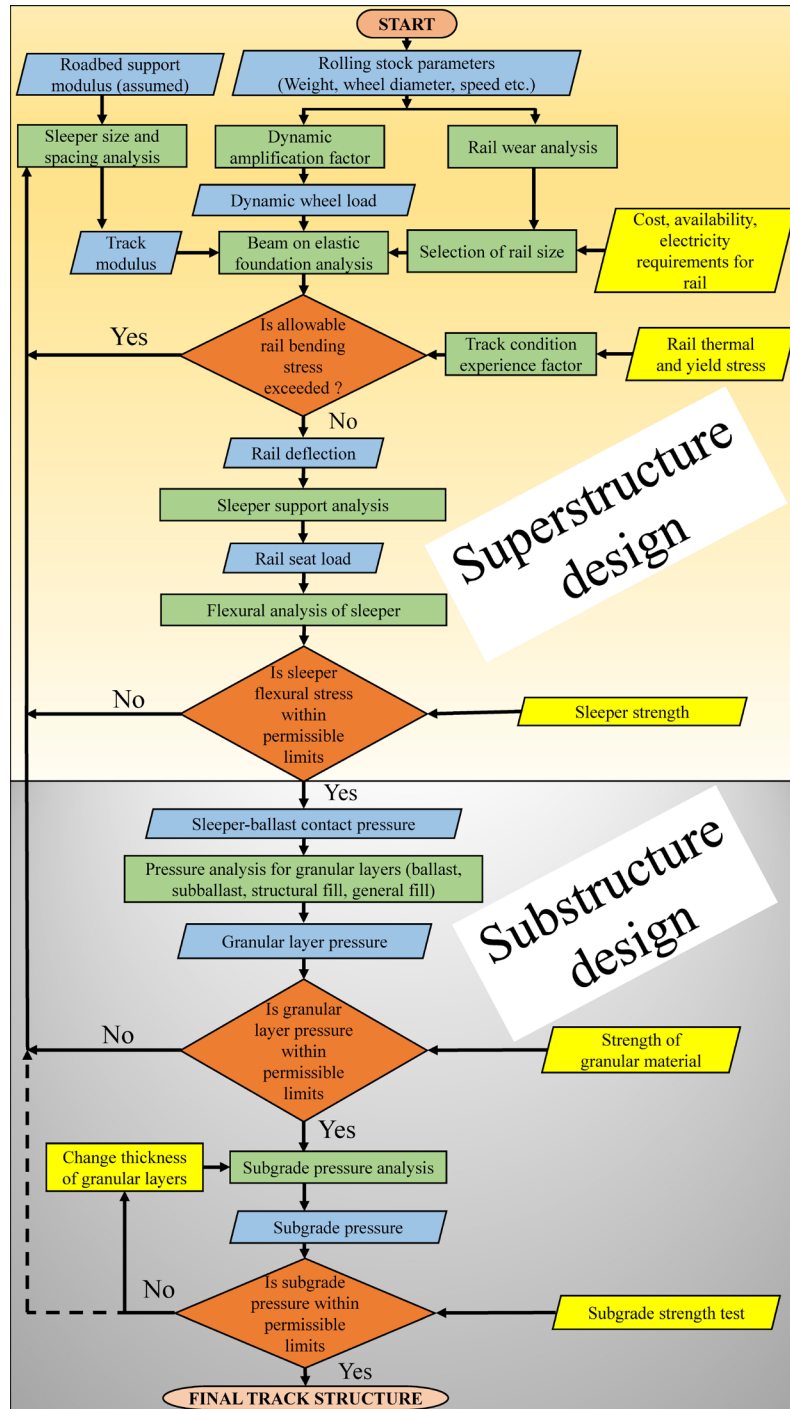 START
Roadbed support
modulus (assumed)
Rolling stock parameters
(Weight, wheel diameter, speed etc.)
Sleeper size and
spacing analysis
Dynamic
amplification factor
Rail wear analysis
Dynamic wheel load
Track
modulus
Beam on elastic
foundation analysis
Selection of rail size
Cost, availability,
electricity
requirements for
rail
Yes
Is allowable
rail bending
stress
exceeded ?
Track condition
experience factor
Rail thermal
and yield stress
No
Rail deflection
Sleeper support analysis
Rail seat load
Flexural analysis of sleeper
Superstructure
design
No
Is sleeper
flexural stress
within
permissible
limits
Sleeper strength
Yes
Sleeper-ballast contact pressure
Pressure analysis for granular layers (ballast,
subballast, structural fill, general fill)
Granular layer pressure
Substructure
design
No
Is granular
layer pressure
within
permissible
limits
Strength of
granular material
Yes
Change thickness
of granular layers
Subgrade pressure analysis
Subgrade pressure
No
Is subgrade
pressure within
permissible
limits
Subgrade strength test
Yes
FINAL TRACK STRUCTURE